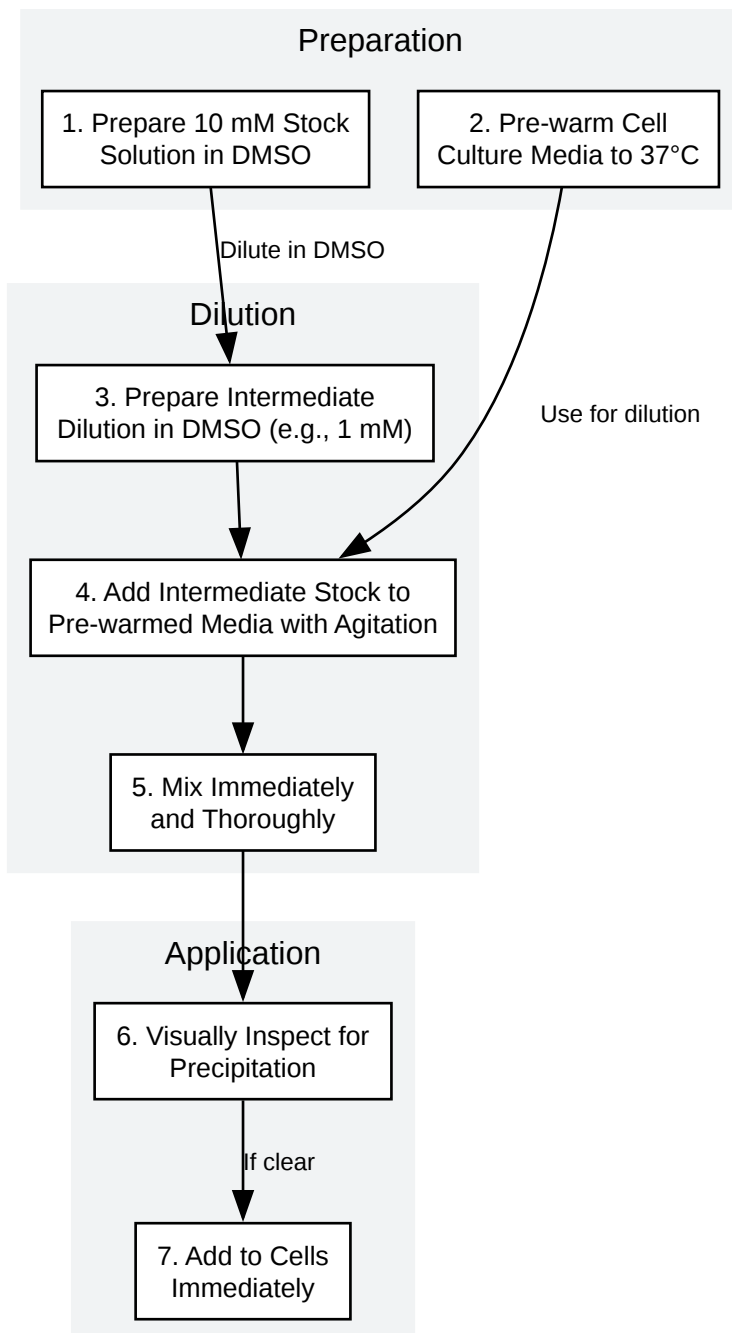 Preparation
1. Prepare 10 mM Stock
Solution in DMSO
2. Pre-warm Cell
Culture Media to 37°C
Dilute in DMSO
Dilution
3. Prepare Intermediate
Dilution in DMSO (e.g., 1 mM)
Use for dilution
4. Add Intermediate Stock to
Pre-warmed Media with Agitation
5. Mix Immediately
and Thoroughly
Application
6. Visually Inspect for
Precipitation
If clear
7. Add to Cells
Immediately